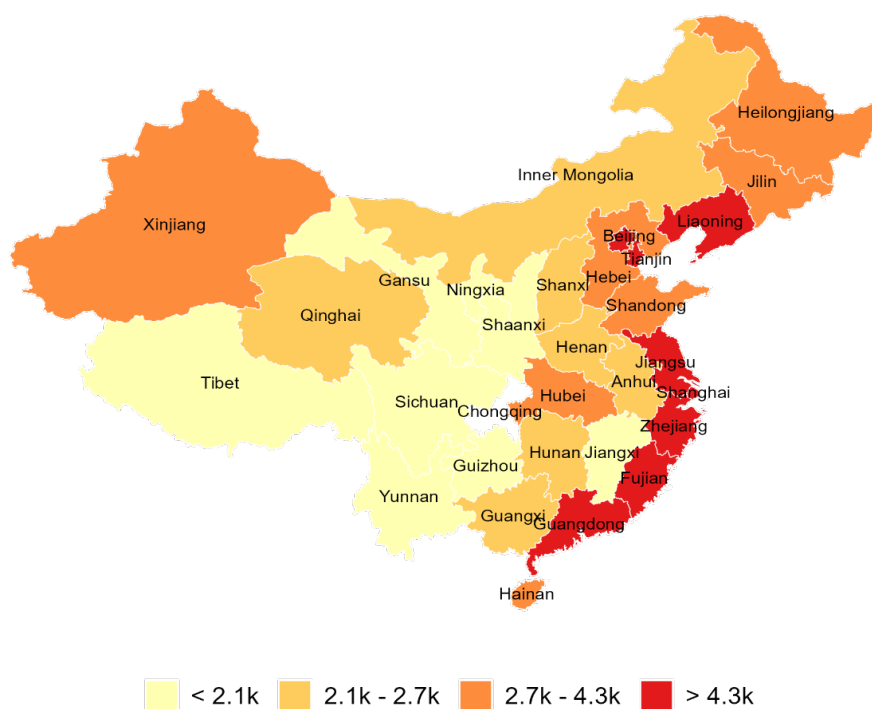 Heilongjiang
Inner Mongolia
Jilin
Xinjiang
Liaoning
Beijing
Tianjin
Gansu
Ningxia
Shanxi
Hebei
Shandong
Qinghai
Shaanxi
Henan
Jiangsu
Tibet
Anhui
Shanghai
Sichuan
Hubei
Chongqing
Zhejiang
Hunan
Jiangxi
Guizhou
Fujian
Yunnan
Guangxi
Guangdong
Hainan
< 2.1k 2.1k - 2.7k 2.7k - 4.3k > 4.3k